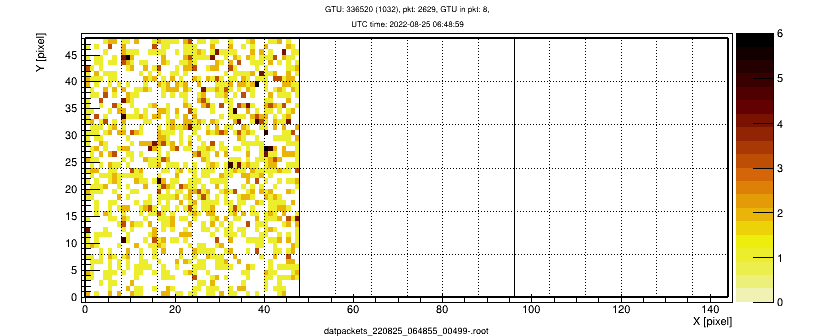 GTU: 336520 (1032), pkt: 2629, GTU in pkt: 8,
UTC time: 2022-08-25 06:48:59
Y [pixel]
45
40
35
30
25
20
15
10
5
0
0 20 40 60 80 100 120 140
X [pixel]
6
5
4
3
2
1
0
datpackets_220825_064855_00499-.root